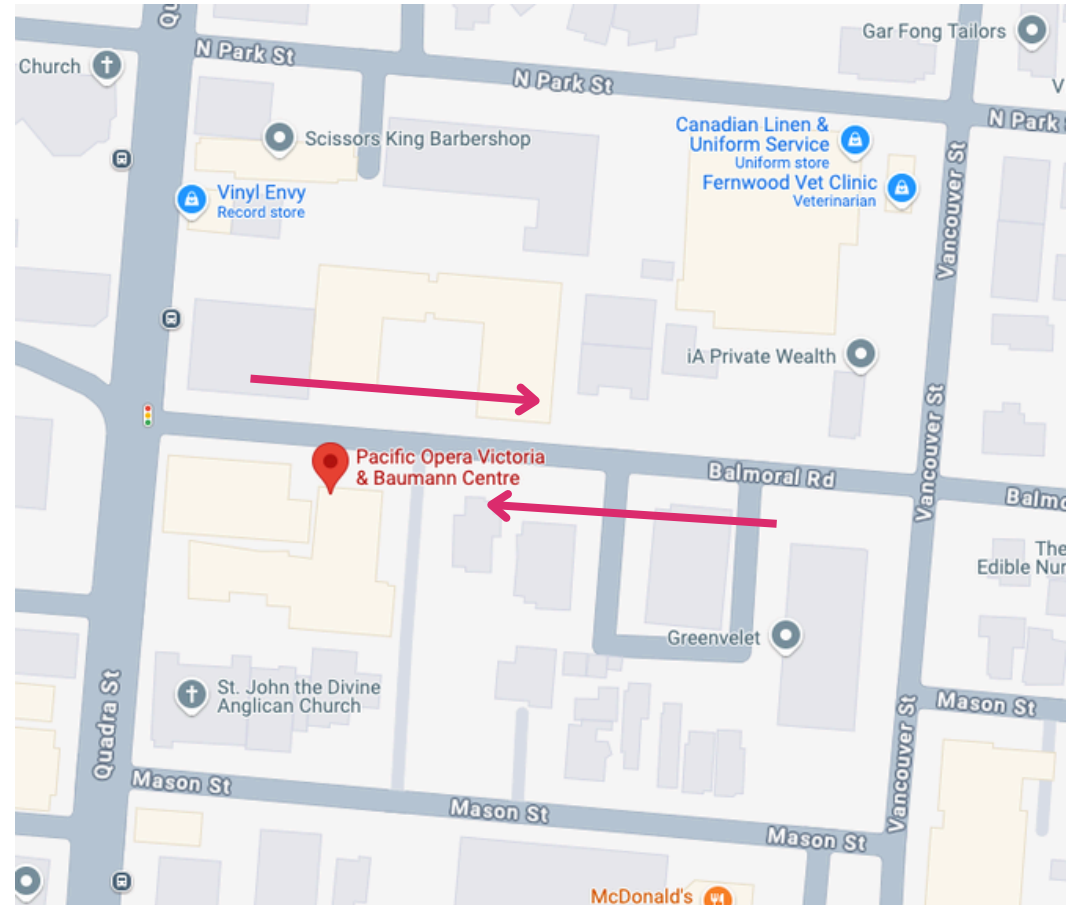 Qu
N Park St
Gar Fong Tailors
Church
N Park St
V
N Park
Scissors King Barbershop
Canadian Linen &
Uniform Service
Uniform store
Fernwood Vet Clinic
Veterinarian
Vinyl Envy
Record store
Vancouver St
iA Private Wealth
Vancouver St
Pacific Opera Victoria
& Baumann Centre
Balmoral Rd
Balmo
The
Edible Nur
Greenvelet
St. John the Divine
Anglican Church
Quadra St
Mason St
Vancouver St
Mason St
Mason St
Mason St
McDonald's